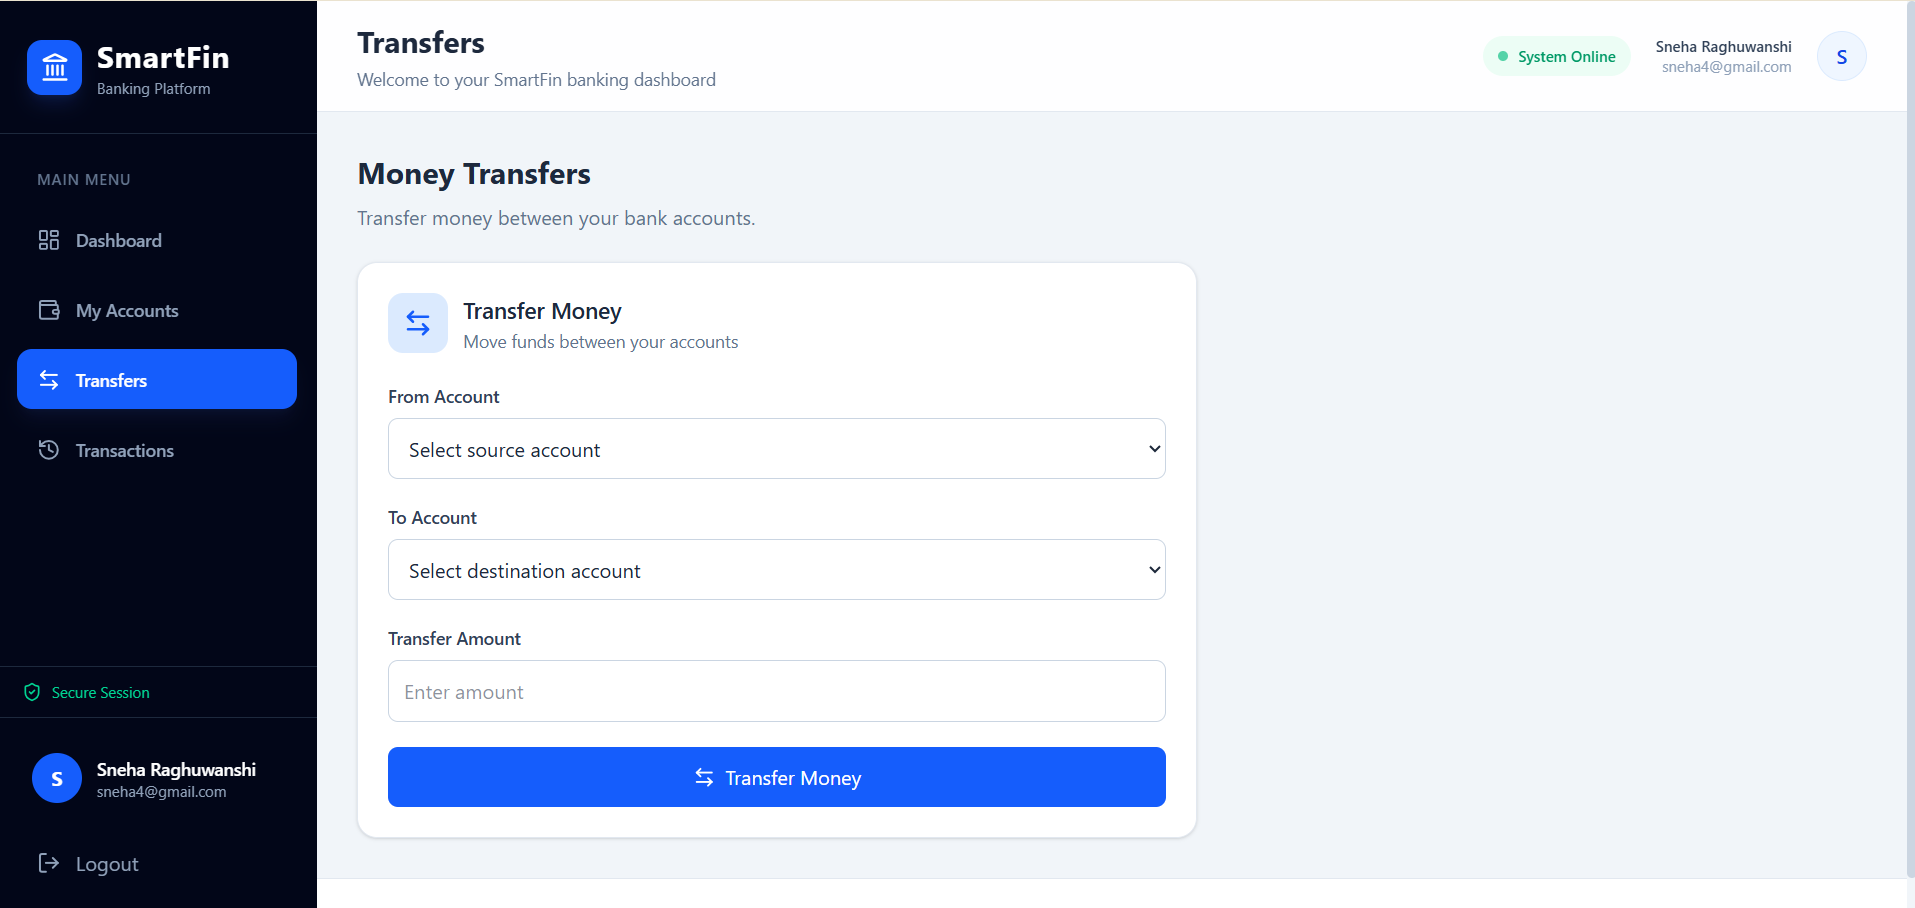 SmartFin
Banking Platform
MAIN MENU
Dashboard
My Accounts
Transfers
Transactions
Secure Session
S
Sneha Raghuwanshi
sneha4@gmail.com
Logout
Transfers
Welcome to your SmartFin banking dashboard
System Online
Sneha Raghuwanshi
sneha4@gmail.com
S
Money Transfers
Transfer money between your bank accounts.
Transfer Money
Move funds between your accounts
From Account
Select source account
To Account
Select destination account
Transfer Amount
Enter amount
Transfer Money